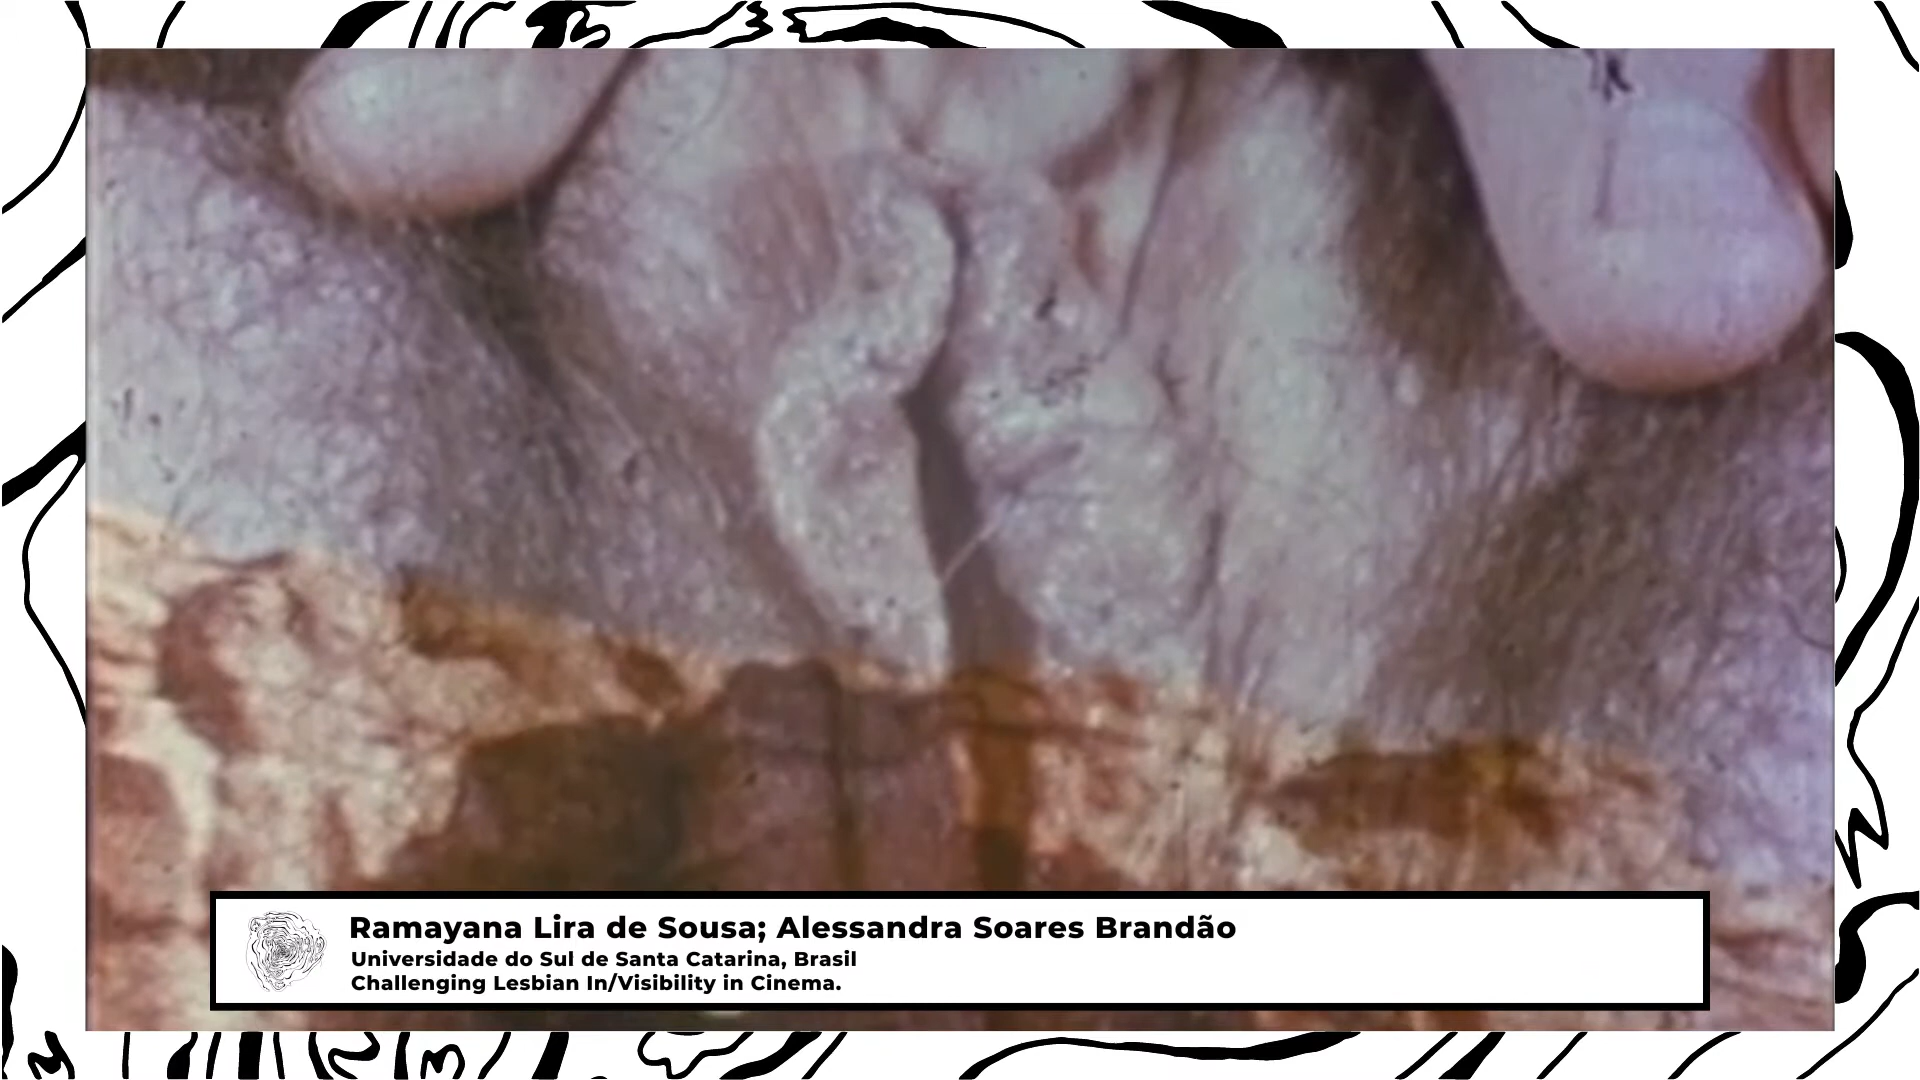 Ramayana Lira de Sousa; Alessandra Soares Brandão
Universidade do Sul de Santa Catarina, Brasil
Challenging Lesbian In/Visibility in Cinema.